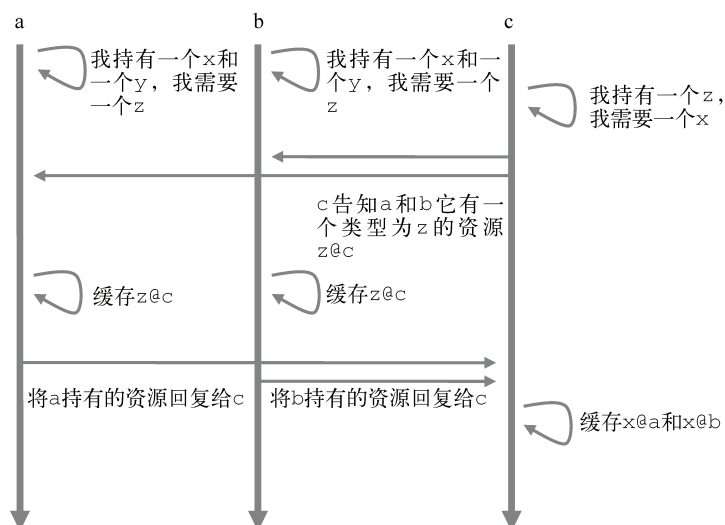 a
b
c
我持有一个x和
一个y，我需要
一个z
我持有一个x和一
个y，我需要一个
z
我持有一个z，
我需要一个x
c告知a和b它有一
个类型为z的资源
z@c
缓存z@c
缓存z@c
将a持有的资源回复给c
将b持有的资源回复给c
缓存x@a和x@b